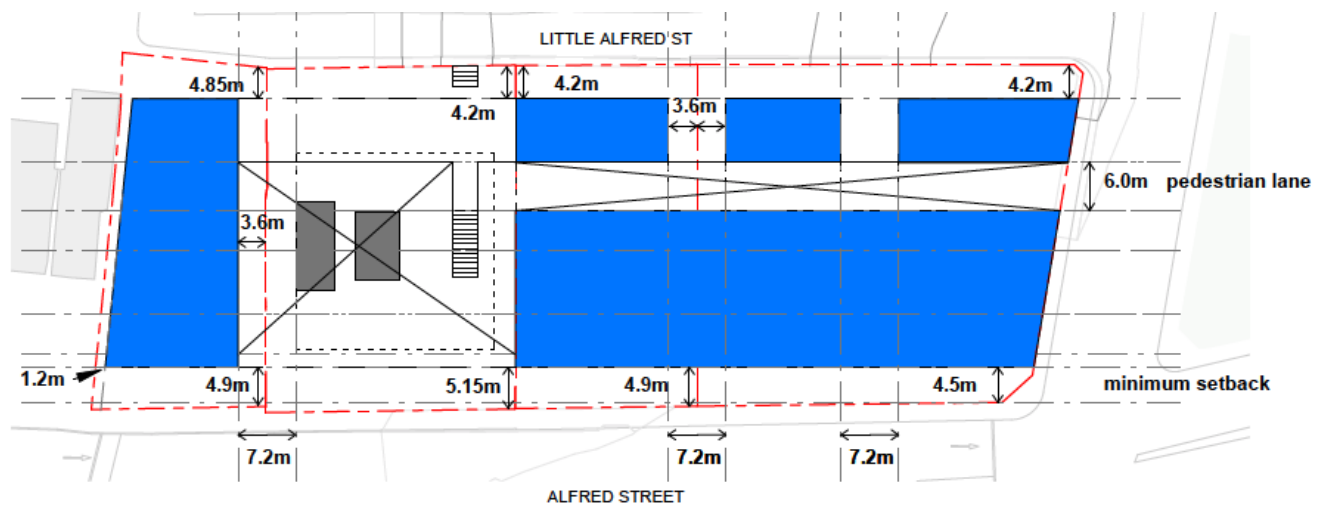 LITTLE ALFRED ST
4.85m
4.2m
4.2m
4.2m
3.6m
6.0m pedestrian lane
3.6m
1.2m
4.9m
5.15m
4.9m
4.5m
minimum setback
7.2m
7.2m
7.2m
ALFRED STREET